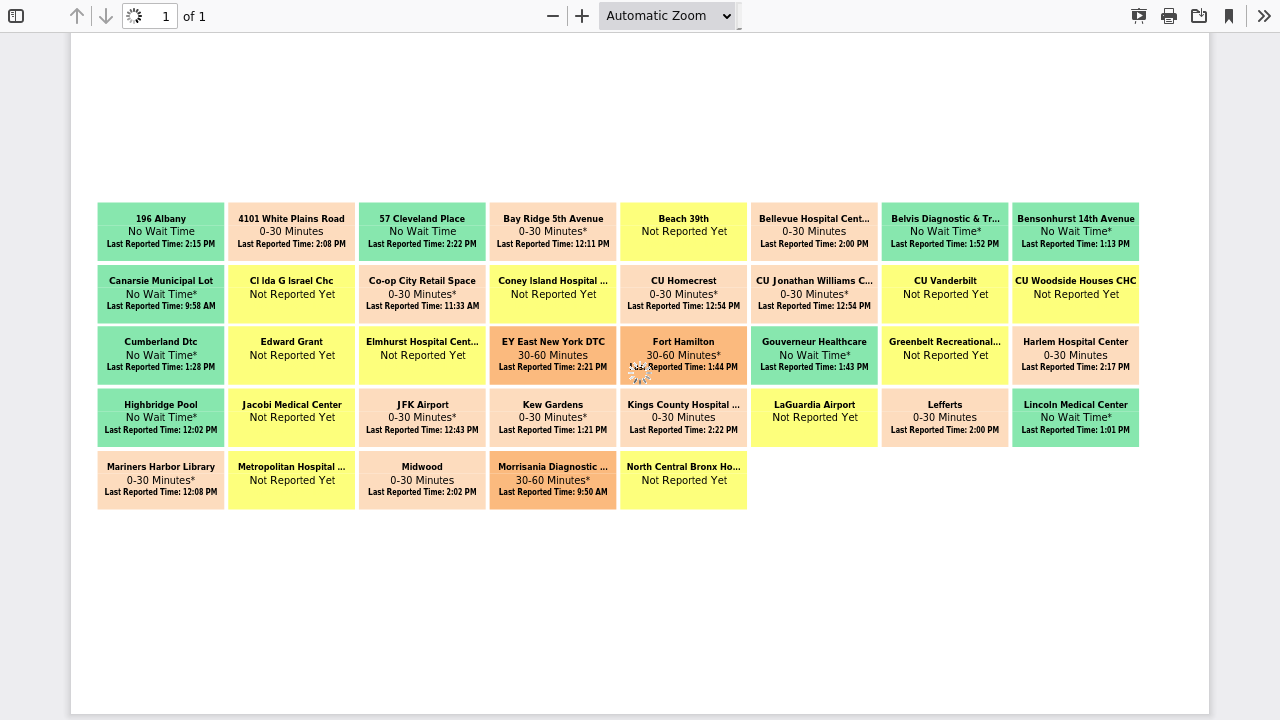 1 of 1 Automatic Zoom
196 Albany
No Wait Time
Last Reported Time: 2:15 PM
4101 White Plains Road
0-30 Minutes
Last Reported Time: 2:08 PM
57 Cleveland Place
No Wait Time
Last Reported Time: 2:22 PM
Bay Ridge 5th Avenue
0-30 Minutes*
Last Reported Time: 12:11 PM
Beach 39th
Not Reported Yet
Bellevue Hospital Cent...
0-30 Minutes
Last Reported Time: 2:00 PM
Belvis Diagnostic & Tr...
No Wait Time*
Last Reported Time: 1:52 PM
Bensonhurst 14th Avenue
No Wait Time*
Last Reported Time: 1:13 PM
Canarsie Municipal Lot
No Wait Time*
Last Reported Time: 9:58 AM
CI Ida G Israel Chc
Not Reported Yet
Co-op City Retail Space
0-30 Minutes*
Last Reported Time: 11:33 AM
Coney Island Hospital ...
Not Reported Yet
CU Homecrest
0-30 Minutes*
Last Reported Time: 12:54 PM
CU Jonathan Williams C...
0-30 Minutes*
Last Reported Time: 12:54 PM
CU Vanderbilt
Not Reported Yet
CU Woodside Houses CHC
Not Reported Yet
Cumberland Dtc
No Wait Time*
Last Reported Time: 1:28 PM
Edward Grant
Not Reported Yet
Elmhurst Hospital Cent...
Not Reported Yet
EY East New York DTC
30-60 Minutes
Last Reported Time: 2:21 PM
Fort Hamilton
30-60 Minutes*
Reported Time: 1:44 PM
Gouverneur Healthcare
No Wait Time*
Last Reported Time: 1:43 PM
Greenbelt Recreational...
Not Reported Yet
Harlem Hospital Center
0-30 Minutes
Last Reported Time: 2:17 PM
Highbridge Pool
No Wait Time*
Last Reported Time: 12:02 PM
Jacobi Medical Center
Not Reported Yet
JFK Airport
0-30 Minutes*
Last Reported Time: 12:43 PM
Kew Gardens
0-30 Minutes*
Last Reported Time: 1:21 PM
Kings County Hospital ...
0-30 Minutes
Last Reported Time: 2:22 PM
LaGuardia Airport
Not Reported Yet
Lefferts
0-30 Minutes
Last Reported Time: 2:00 PM
Lincoln Medical Center
No Wait Time*
Last Reported Time: 1:01 PM
Mariners Harbor Library
0-30 Minutes*
Last Reported Time: 12:08 PM
Metropolitan Hospital ...
Not Reported Yet
Midwood
0-30 Minutes
Last Reported Time: 2:02 PM
Morrisania Diagnostic ...
30-60 Minutes*
Last Reported Time: 9:50 AM
North Central Bronx Ho...
Not Reported Yet